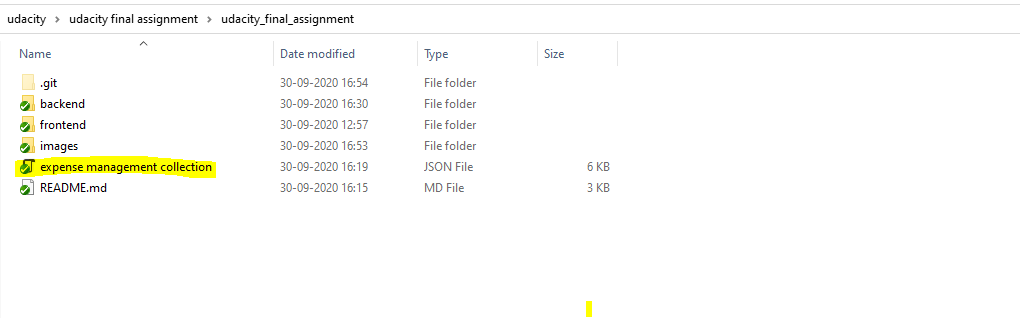 udacity > udacity final assignment > udacity_final_assignment
Name Date modified Type Size
.git 30-09-2020 16:54 File folder
backend 30-09-2020 16:30 File folder
frontend 30-09-2020 12:57 File folder
images 30-09-2020 16:53 File folder
expense management collection 30-09-2020 16:19 JSON File 6 KB
README.md 30-09-2020 16:15 MD File 3 KB